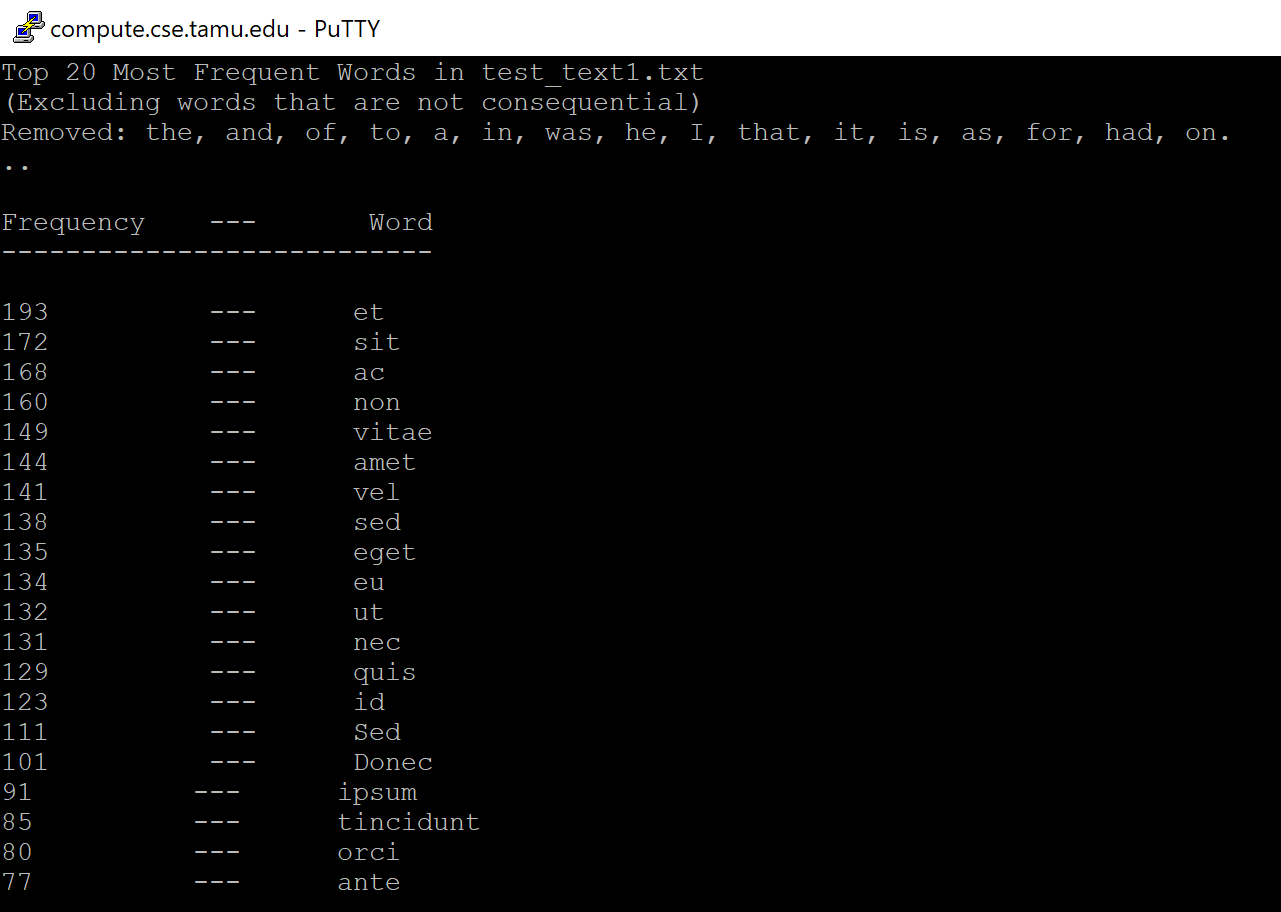 compute.cse.tamu.edu - PuTTY
Top 20 Most Frequent Words in test_text1.txt
(Excluding words that are not consequential)
Removed: the, and, of, to, a, in, was, he, I, that, it, is, as, for, had, on.
..
Frequency    ---       Word
---------------------------
193          ---      et
172          ---      sit
168          ---      ac
160          ---      non
149          ---      vitae
144          ---      amet
141          ---      vel
138          ---      sed
135          ---      eget
134          ---      eu
132          ---      ut
131          ---      nec
129          ---      quis
123          ---      id
111          ---      Sed
101          ---      Donec
91          ---      ipsum
85          ---      tincidunt
80          ---      orci
77          ---      ante